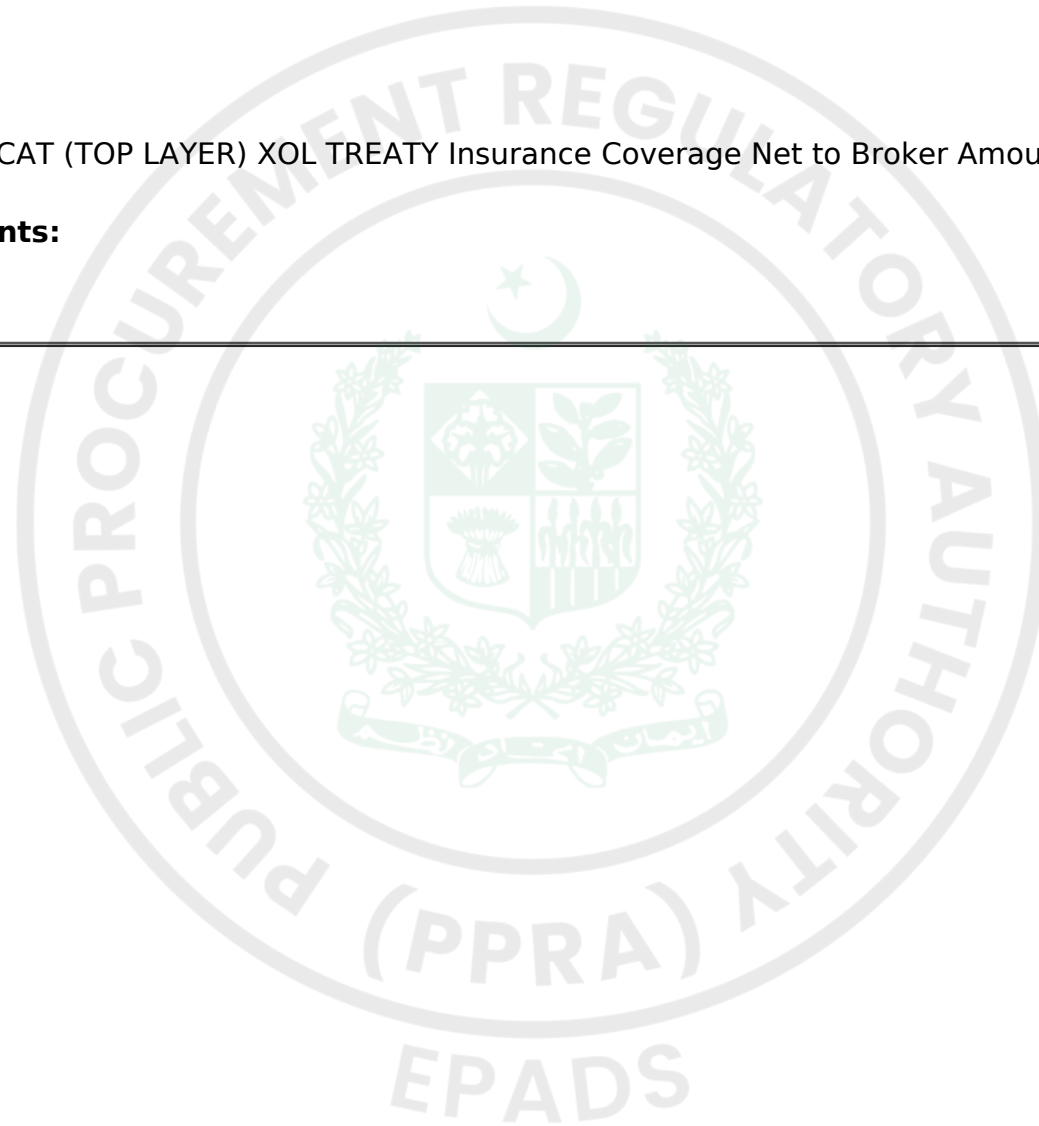 CAT (TOP LAYER) XOL TREATY Insurance Coverage Net to Broker Amou
nts:
PUBLIC PROCUREMENT REGULATORY AUTHORITY
(PPRA)
EPADS